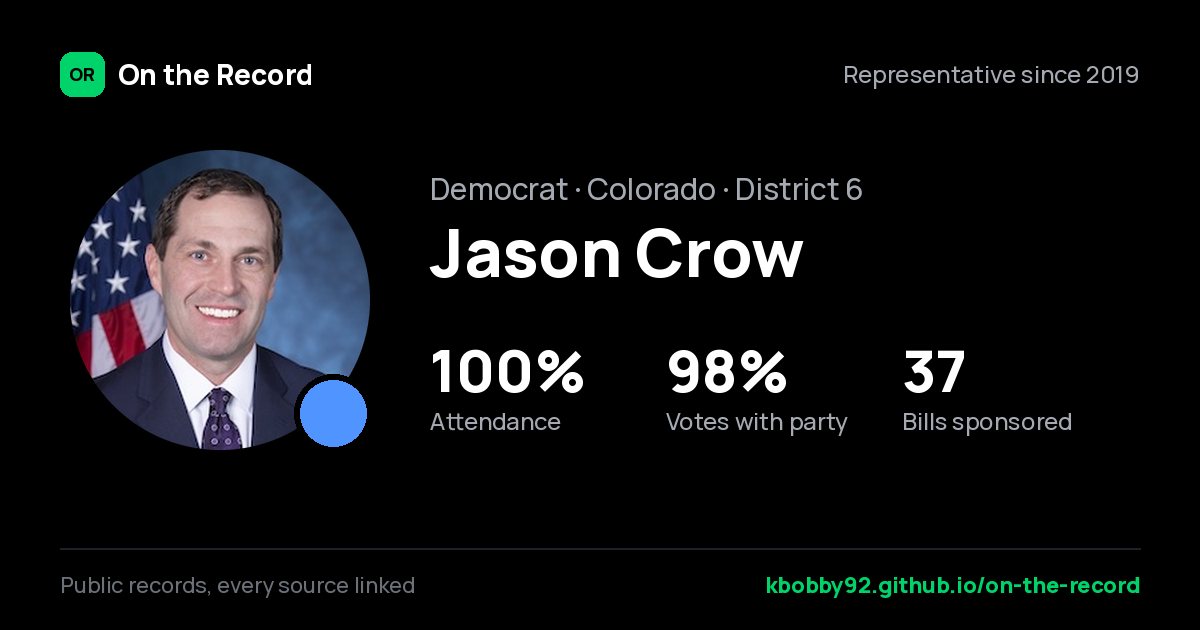 OR On the Record
Representative since 2019
Democrat · Colorado · District 6
Jason Crow
100% 98% 37
Attendance Votes with party Bills sponsored
Public records, every source linked
kbobby92.github.io/on-the-record